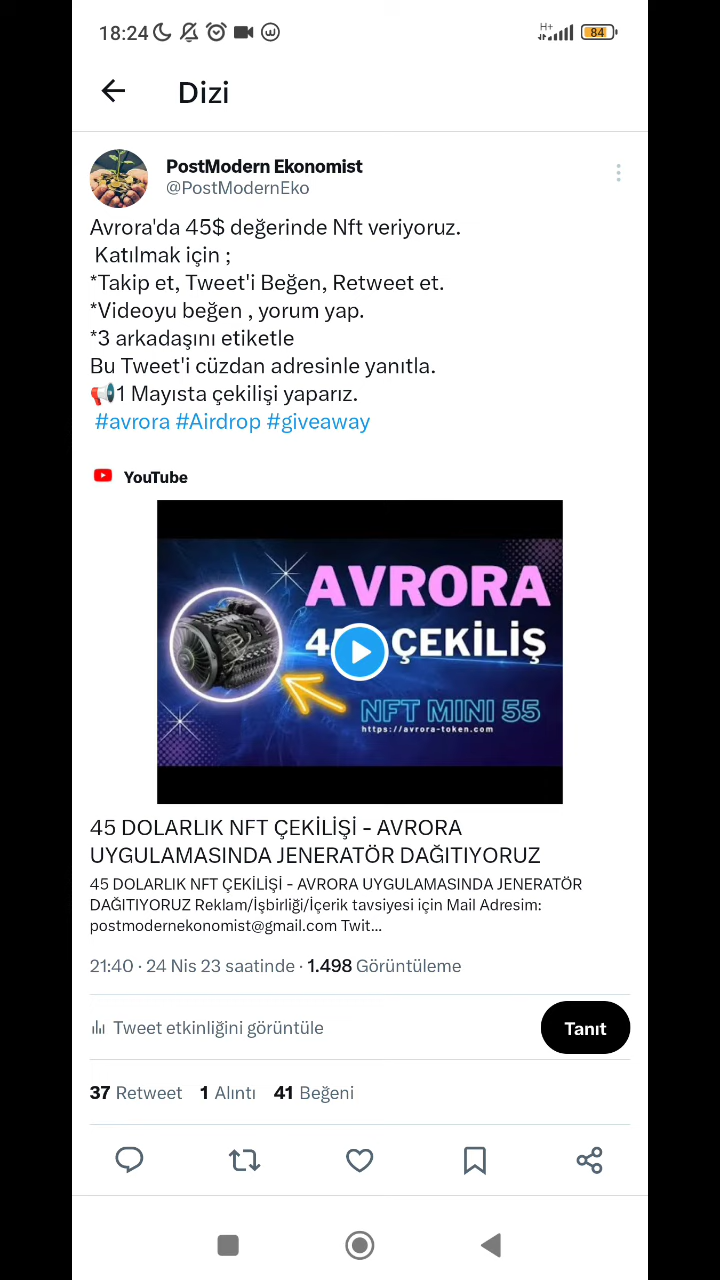 18:24
H+
84
Dizi
PostModern Ekonomist
@PostModernEko
Avrora'da 45$ değerinde Nft veriyoruz.
Katılmak için ;
*Takip et, Tweet'i Beğen, Retweet et.
*Videoyu beğen , yorum yap.
*3 arkadaşını etiketle
Bu Tweet'i cüzdan adresinle yanıtla.
📢1 Mayısta çekilişi yaparız.
#avrora #Airdrop #giveaway
YouTube
AVRORA
ÇEKİLİŞ
NFT MINI 55
https://avrora-token.com
45 DOLARLIK NFT ÇEKİLİŞİ - AVRORA
UYGULAMASINDA JENERATÖR DAĞITIYORUZ
45 DOLARLIK NFT ÇEKİLİŞİ - AVRORA UYGULAMASINDA JENERATÖR
DAĞITIYORUZ Reklam/İşbirliği/İçerik tavsiyesi için Mail Adresim:
postmodernekonomist@gmail.com Twit...
21:40 · 24 Nis 23 saatinde · 1.498 Görüntüleme
Tweet etkinliğini görüntüle
Tanıt
37 Retweet 1 Alıntı 41 Beğeni